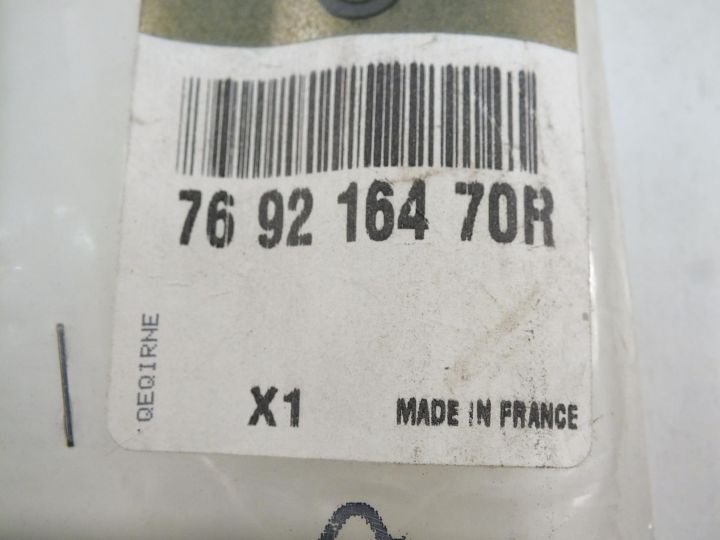 76 92 164 70R
QEQIRNE
X1
MADE IN FRANCE